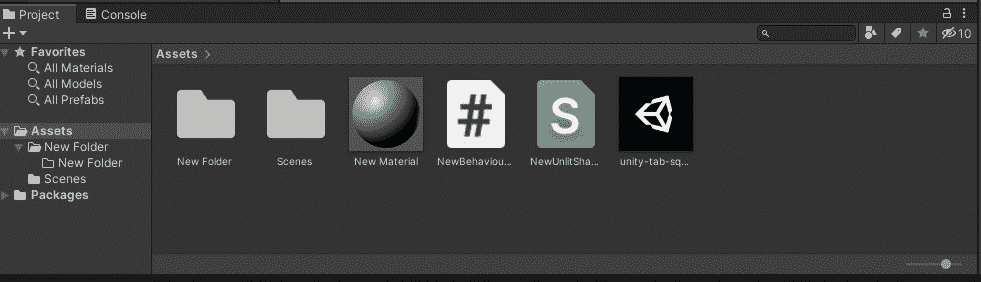 Project
Console
10
Favorites
All Materials
All Models
All Prefabs
Assets
New Folder
New Folder
Scenes
Packages
Assets >
New Folder
Scenes
New Material
#
NewBehaviou...
S
NewUnlitSha...
unity-tab-sq...